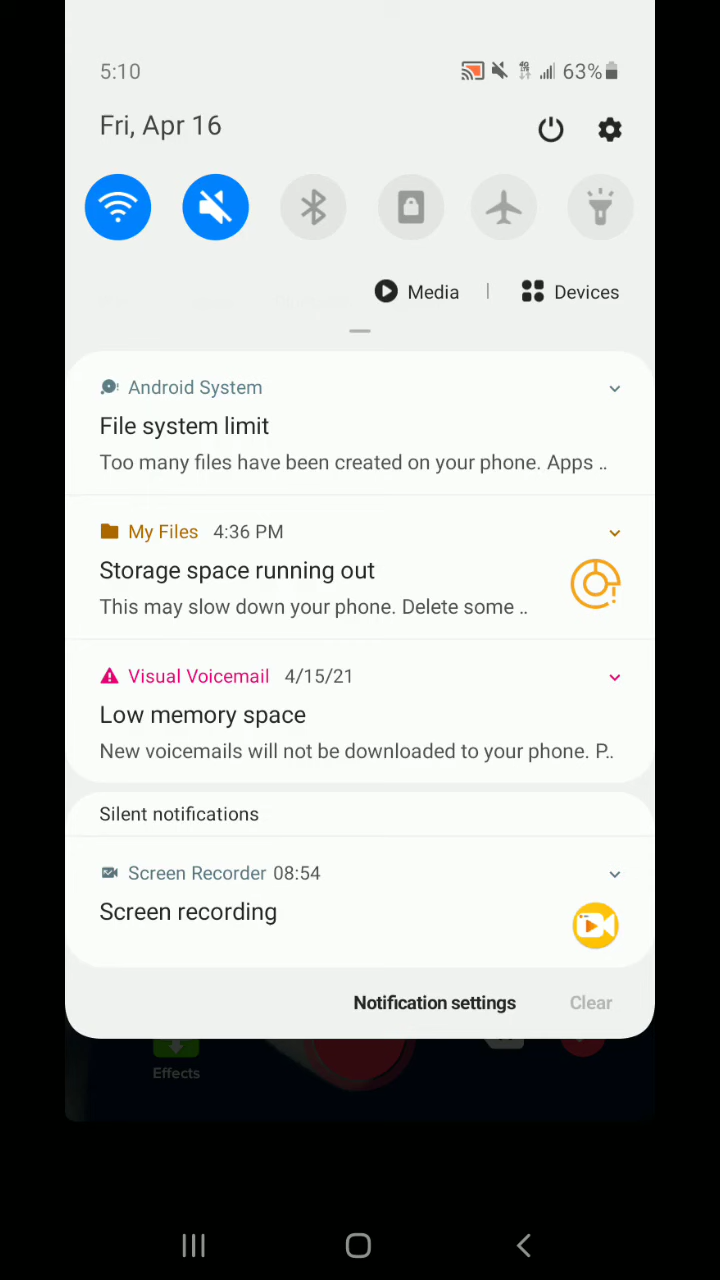 5:10
63%
Fri, Apr 16
Media | Devices
Android System
File system limit
Too many files have been created on your phone. Apps ..
My Files 4:36 PM
Storage space running out
This may slow down your phone. Delete some ..
Visual Voicemail 4/15/21
Low memory space
New voicemails will not be downloaded to your phone. P..
Silent notifications
Screen Recorder 08:54
Screen recording
Notification settings Clear
Effects